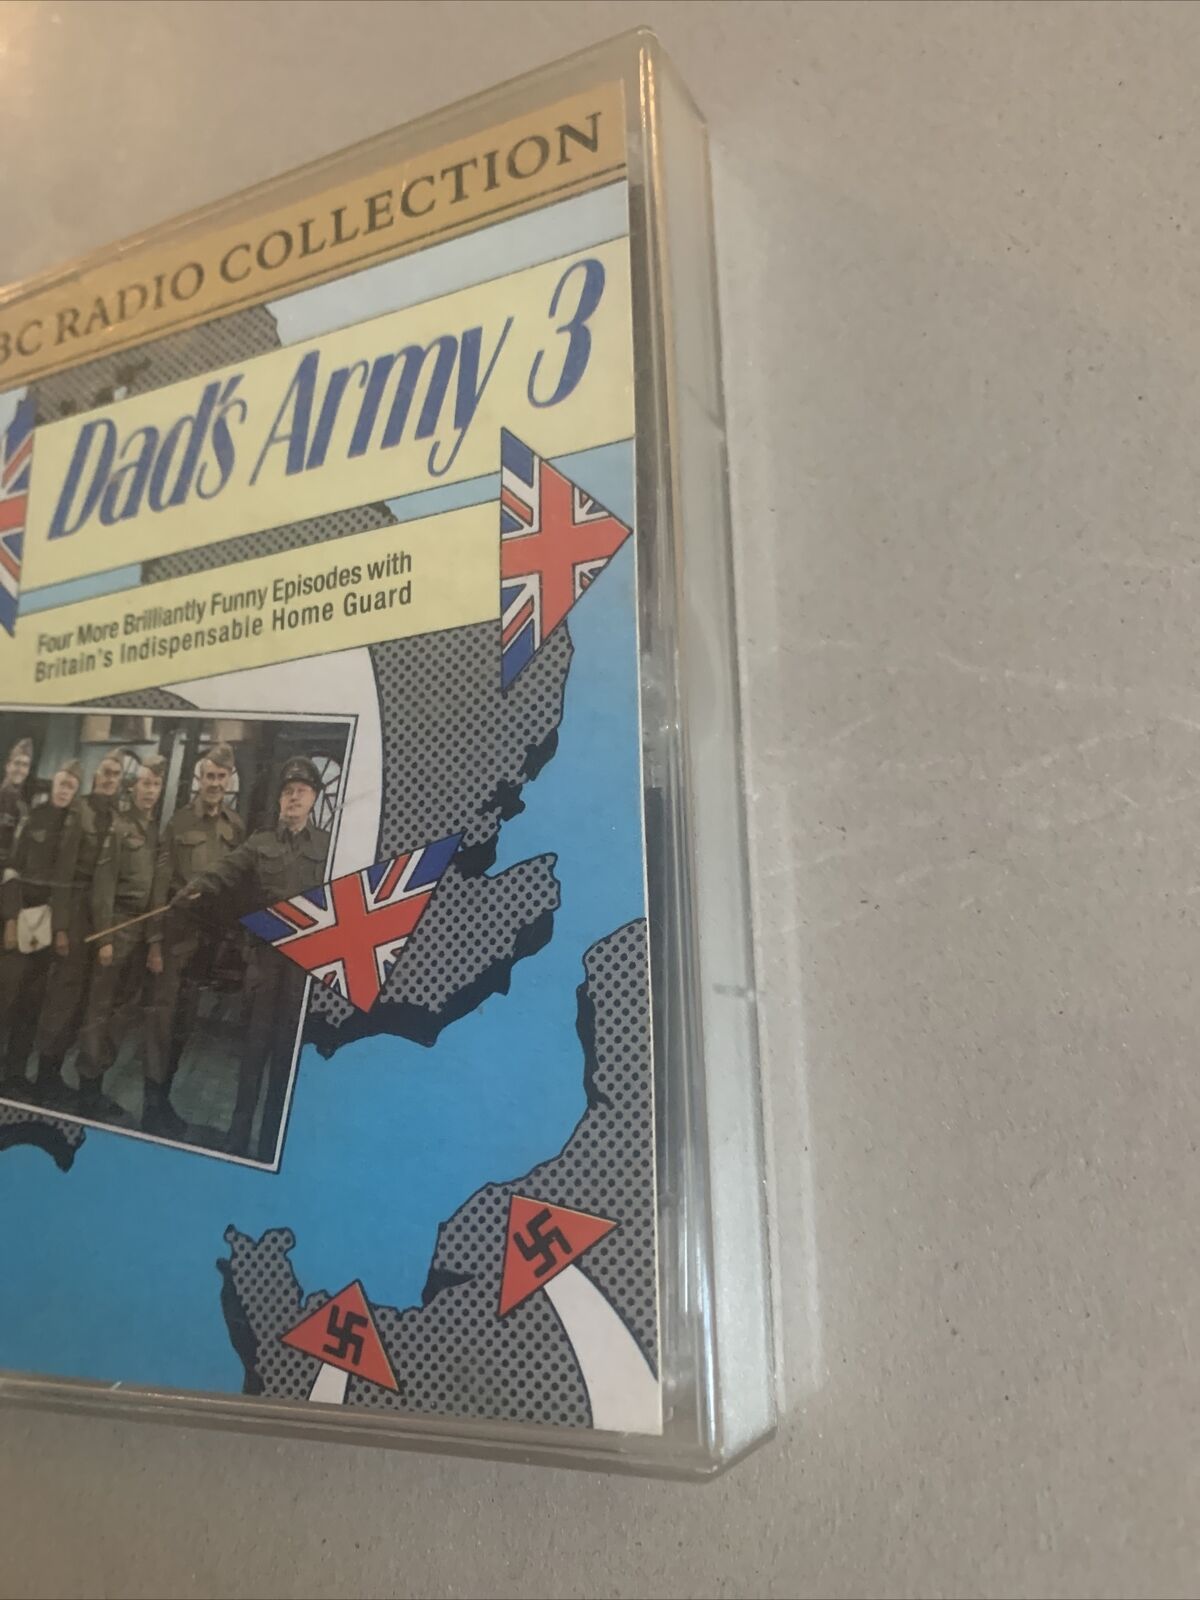 BC RADIO COLLECTION
Dad's Army 3
Four More Brilliantly Funny Episodes with
Britain's Indispensable Home Guard